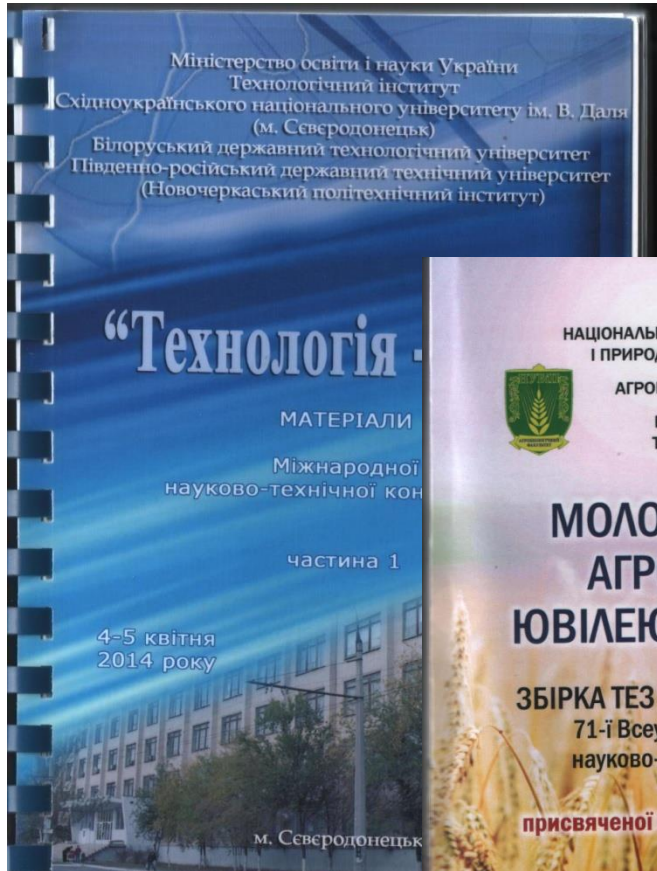 Міністерство освіти і науки України
Технологічний інститут
Східноукраїнського національного університету ім. В. Даля
(м. Сєвєродонецьк)
Білоруський державний технологічний університет
Південно-російський державний технічний університет
(Новочеркаський політехнічний інститут)
“Технологія -
МАТЕРІАЛИ
Міжнародної
науково-технічної кон
частина 1
4-5 квітня
2014 року
м. Сєвєродонецьк
НАЦІОНАЛЬ
І ПРИРОД
АГРО
МОЛО
АГР
ЮВІЛЕЮ
ЗБІРКА ТЕЗ
71-ї Всеу
науково-
присвяченої